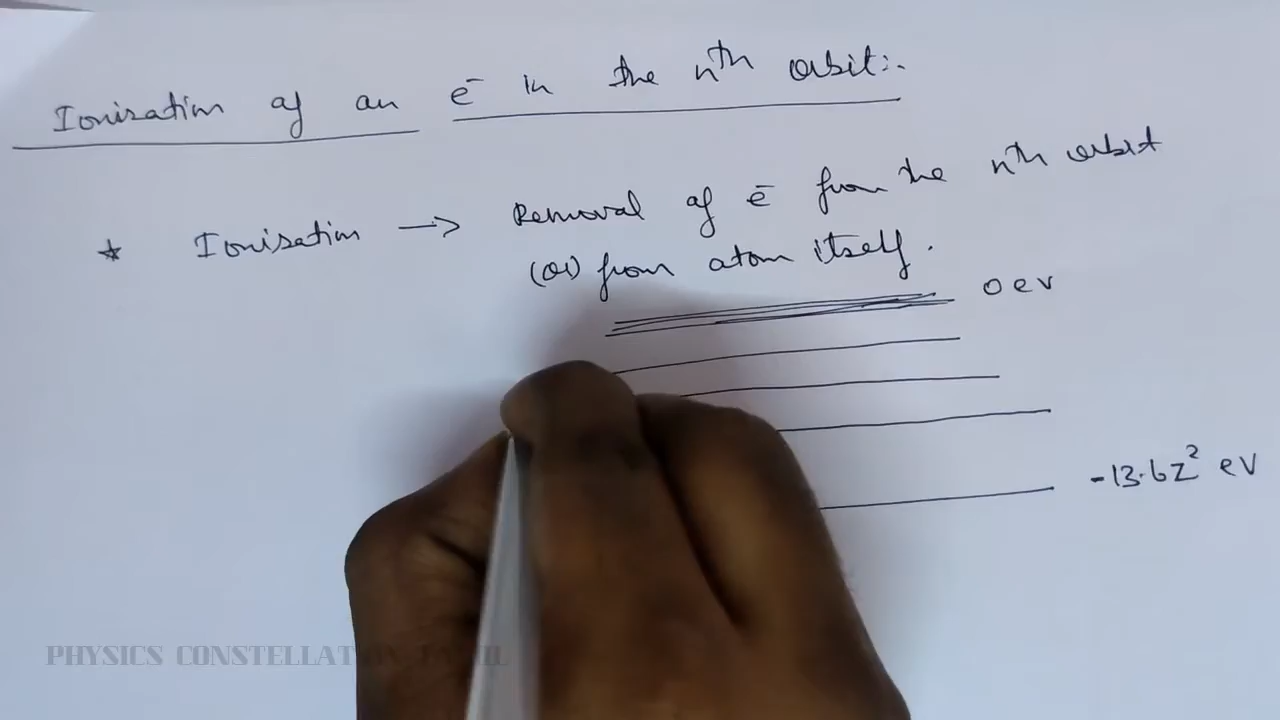 Ionisation of an e⁻ in the nth orbit:-
* Ionisation → Removal of e⁻ from the nth orbit
(or) from atom itself.
0 ev
-13.6Z² eV
PHYSICS CONSTELLATION TAMIL